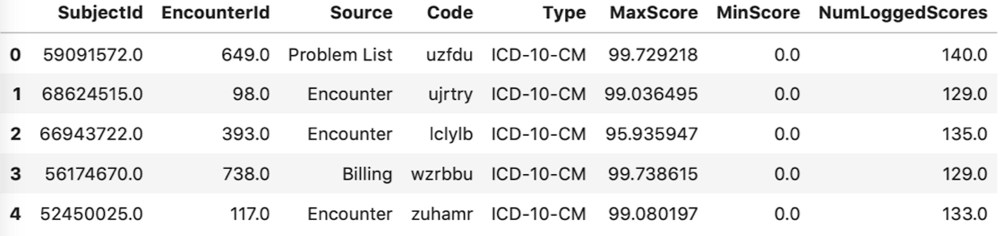 SubjectId EncounterId Source Code Type MaxScore MinScore NumLoggedScores
0 59091572.0 649.0 Problem List uzfdu ICD-10-CM 99.729218 0.0 140.0
1 68624515.0 98.0 Encounter ujrtry ICD-10-CM 99.036495 0.0 129.0
2 66943722.0 393.0 Encounter lclylb ICD-10-CM 95.935947 0.0 135.0
3 56174670.0 738.0 Billing wzrbbu ICD-10-CM 99.738615 0.0 129.0
4 52450025.0 117.0 Encounter zuhamr ICD-10-CM 99.080197 0.0 133.0